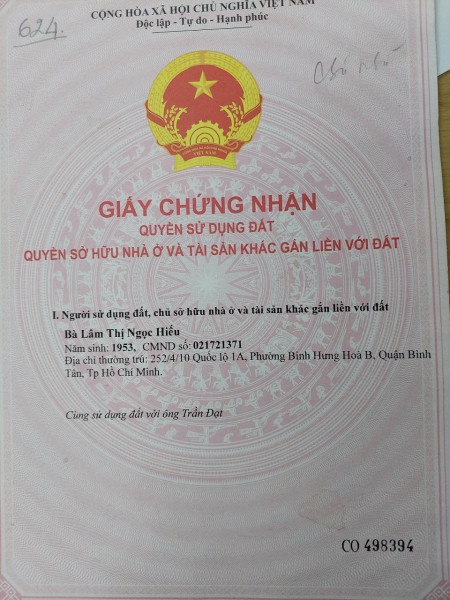 CỘNG HÒA XÃ HỘI CHỦ NGHĨA VIỆT NAM
624.
Độc lập - Tự do - Hạnh phúc
VIỆT NAM
GIẤY CHỨNG NHẬN
QUYỀN SỬ DỤNG ĐẤT
QUYỀN SỞ HỮU NHÀ Ở VÀ TÀI SẢN KHÁC GẮN LIỀN VỚI ĐẤT
I. Người sử dụng đất, chủ sở hữu nhà ở và tài sản khác gắn liền với đất
Bà Lâm Thị Ngọc Hiếu
Năm sinh: 1953, CMND số: 021721371
Địa chỉ thường trú: 252/4/10 Quốc lộ 1A, Phường Bình Hưng Hoà B, Quận Bình
Tân, Tp Hồ Chí Minh.
Cùng sử dụng đất với ông Trần Đạt
CO 498394